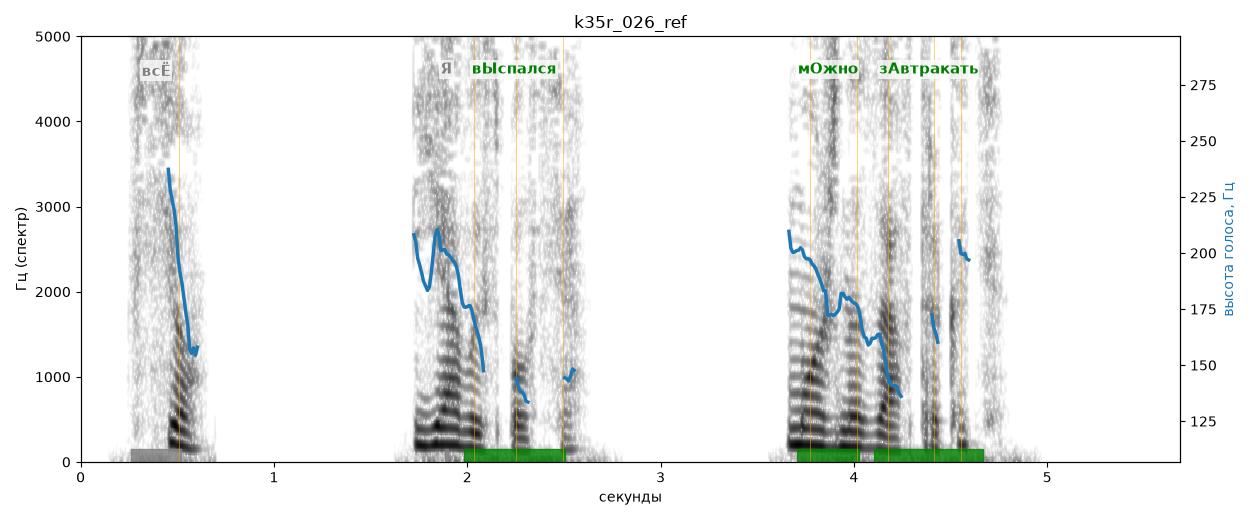 k35r_026_ref
всЁ
Я
вЫспался
мОжно
зАвтракать
5000
4000
3000
2000
1000
0
Гц (спектр)
275
250
225
200
175
150
125
высота голоса, Гц
0
1
2
3
4
5
секунды